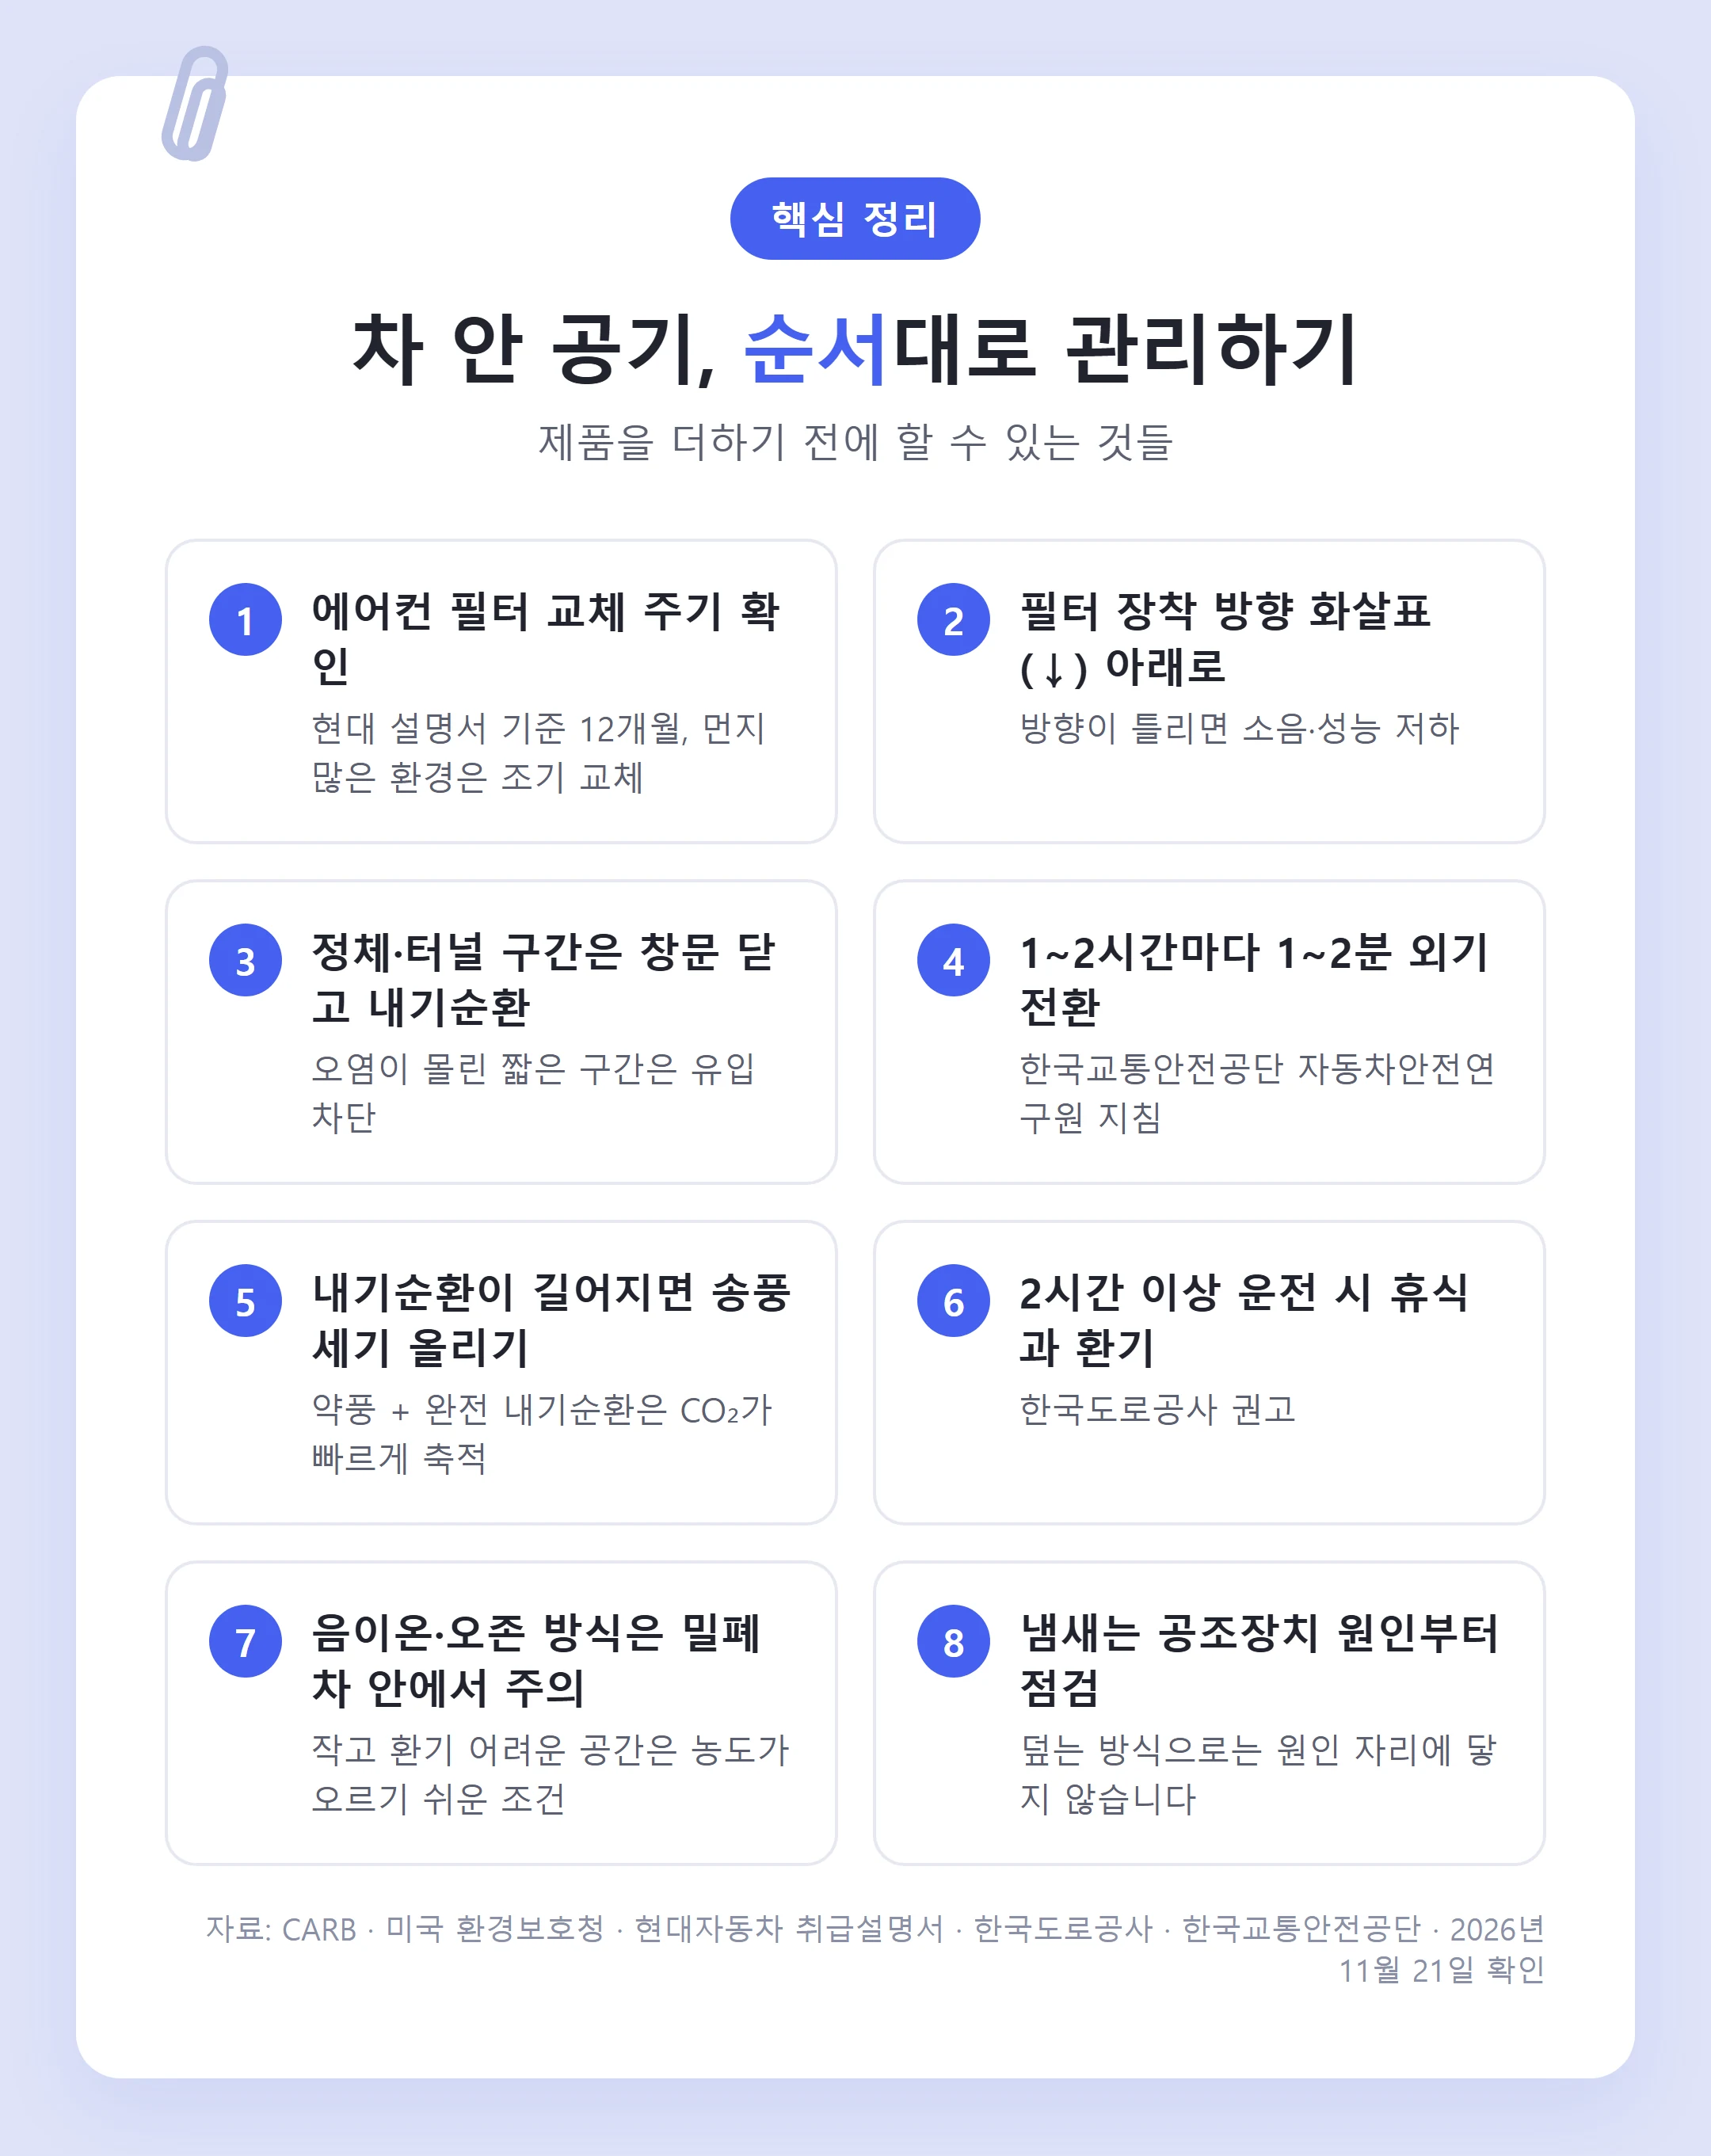 핵심 정리
차 안 공기, 순서대로 관리하기
제품을 더하기 전에 할 수 있는 것들
1
에어컨 필터 교체 주기 확
인
현대 설명서 기준 12개월, 먼지
많은 환경은 조기 교체
2
필터 장착 방향 화살표
(↓) 아래로
방향이 틀리면 소음·성능 저하
3
정체·터널 구간은 창문 닫
고 내기순환
오염이 몰린 짧은 구간은 유입
차단
4
1~2시간마다 1~2분 외기
전환
한국교통안전공단 자동차안전연
구원 지침
5
내기순환이 길어지면 송풍
세기 올리기
약풍 + 완전 내기순환은 CO₂가
빠르게 축적
6
2시간 이상 운전 시 휴식
과 환기
한국도로공사 권고
7
음이온·오존 방식은 밀폐
차 안에서 주의
작고 환기 어려운 공간은 농도가
오르기 쉬운 조건
8
냄새는 공조장치 원인부터
점검
덮는 방식으로는 원인 자리에 닿
지 않습니다
자료: CARB · 미국 환경보호청 · 현대자동차 취급설명서 · 한국도로공사 · 한국교통안전공단 · 2026년
11월 21일 확인